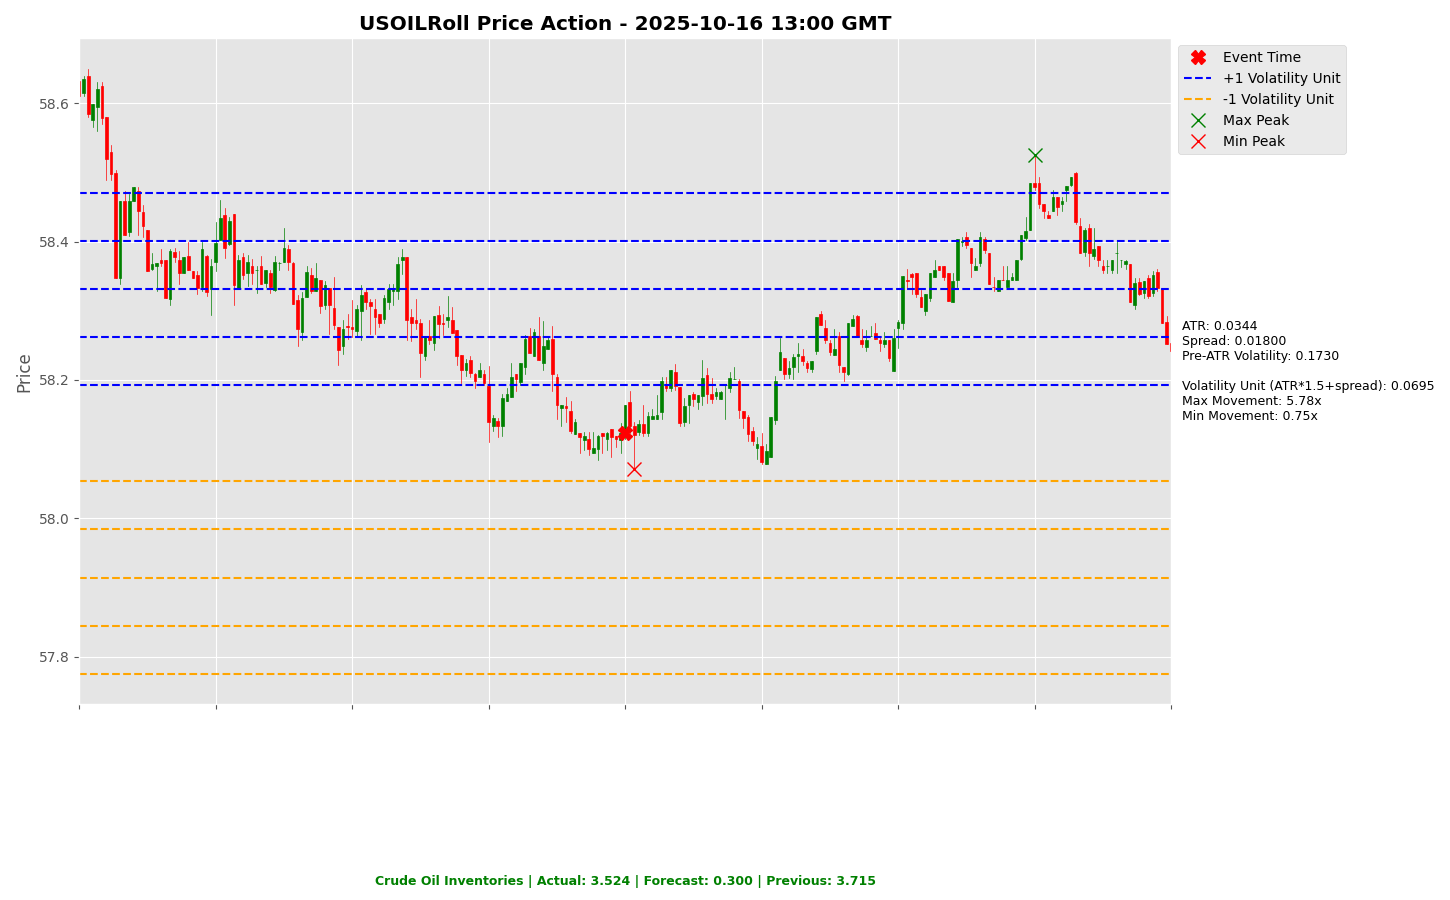 USOILRoll Price Action - 2025-10-16 13:00 GMT
Event Time
+1 Volatility Unit
-1 Volatility Unit
Max Peak
Min Peak
Price
58.6
58.4
58.2
58.0
57.8
ATR: 0.0344
Spread: 0.01800
Pre-ATR Volatility: 0.1730
Volatility Unit (ATR*1.5+spread): 0.0695
Max Movement: 5.78x
Min Movement: 0.75x
Crude Oil Inventories | Actual: 3.524 | Forecast: 0.300 | Previous: 3.715